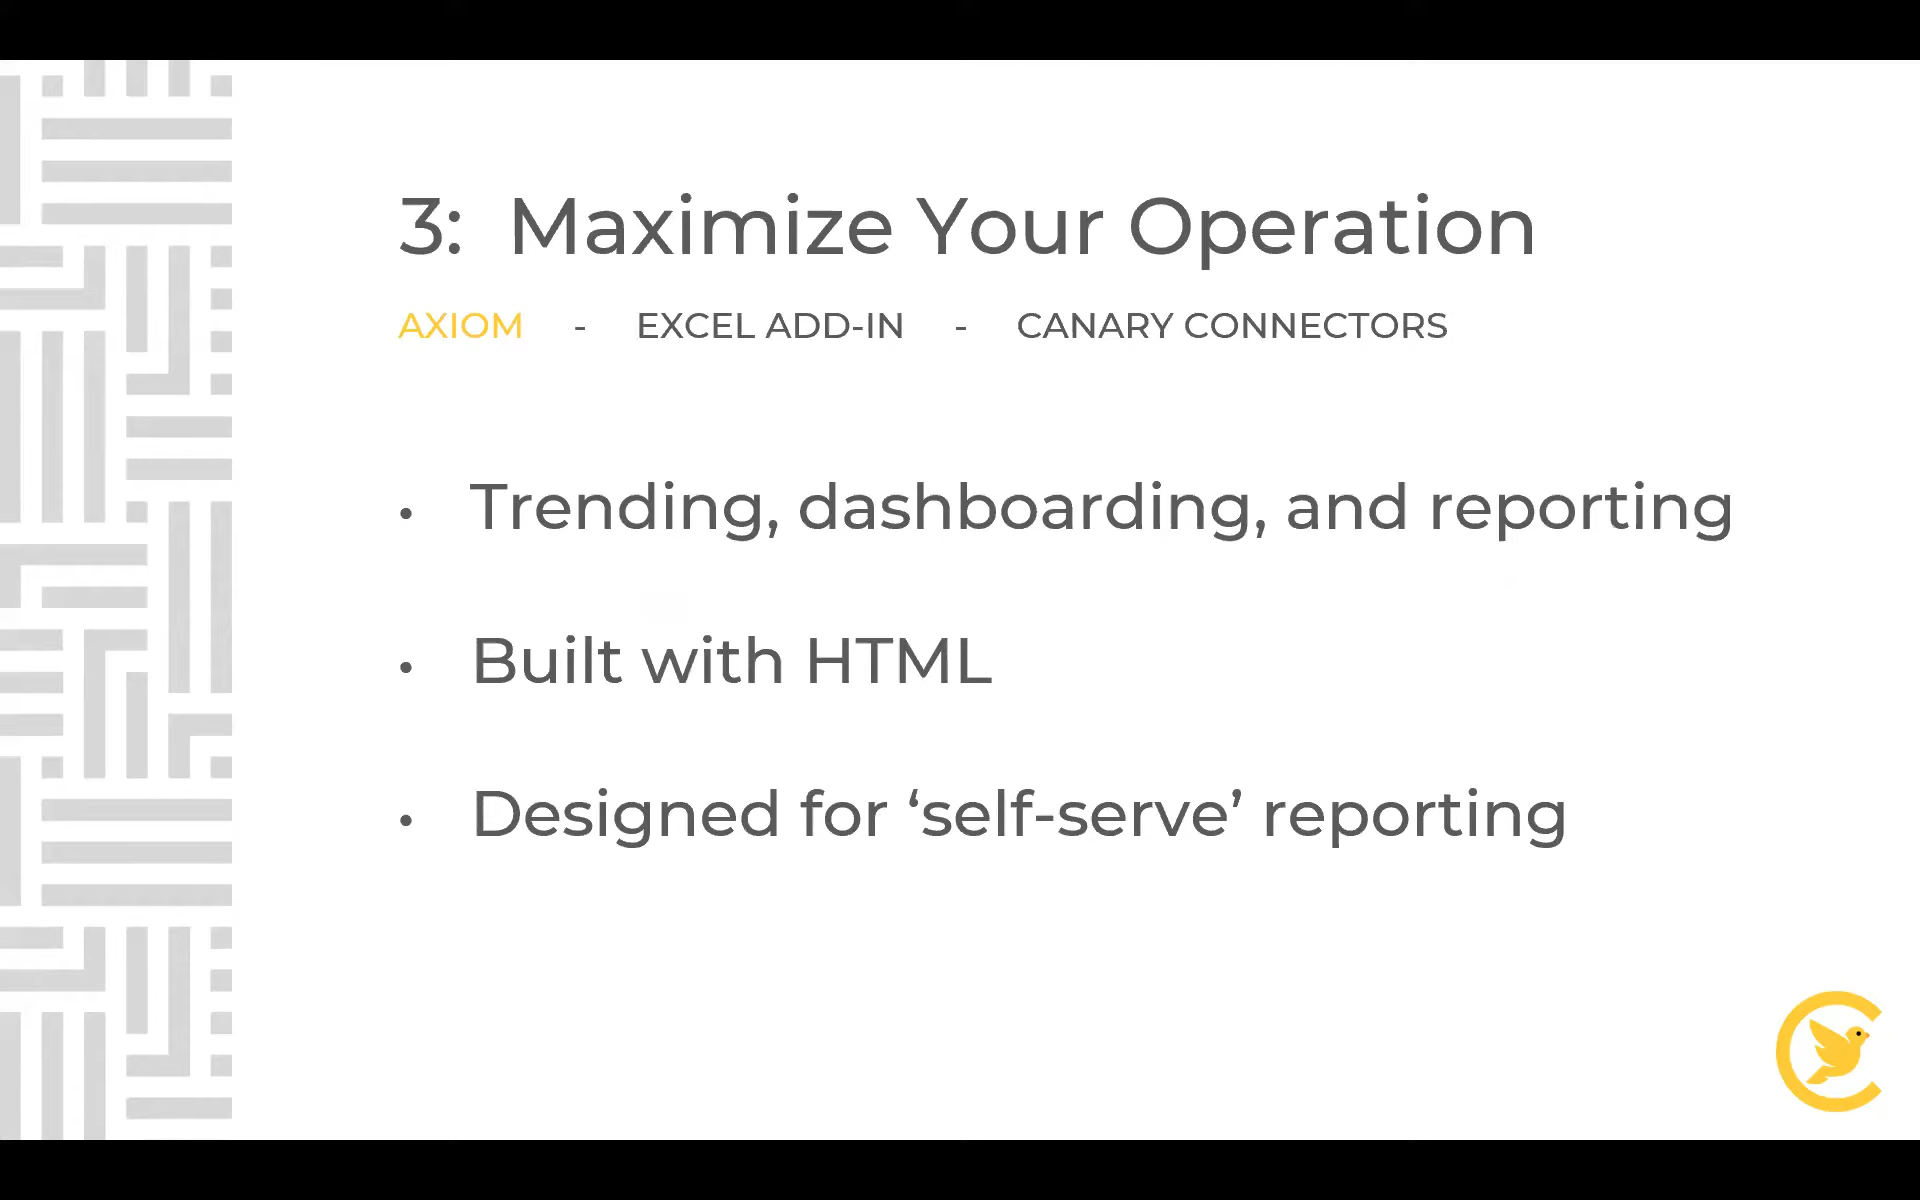 3: Maximize Your Operation
AXIOM - EXCEL ADD-IN - CANARY CONNECTORS
• Trending, dashboarding, and reporting
• Built with HTML
• Designed for ‘self-serve’ reporting